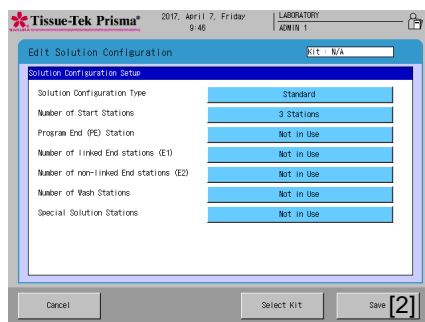 Tissue-Tek Prisma®
SAKURA
2017, April 7, Friday
9:46
LABORATORY
ADMIN 1
Edit Solution Configuration
Kit : N/A
Solution Configuration Setup
Solution Configuration Type Standard
Number of Start Stations 3 Stations
Program End (PE) Station Not in Use
Number of linked End stations (E1) Not in Use
Number of non-linked End stations (E2) Not in Use
Number of Wash Stations Not in Use
Special Solution Stations Not in Use
Cancel Select Kit Save [2]